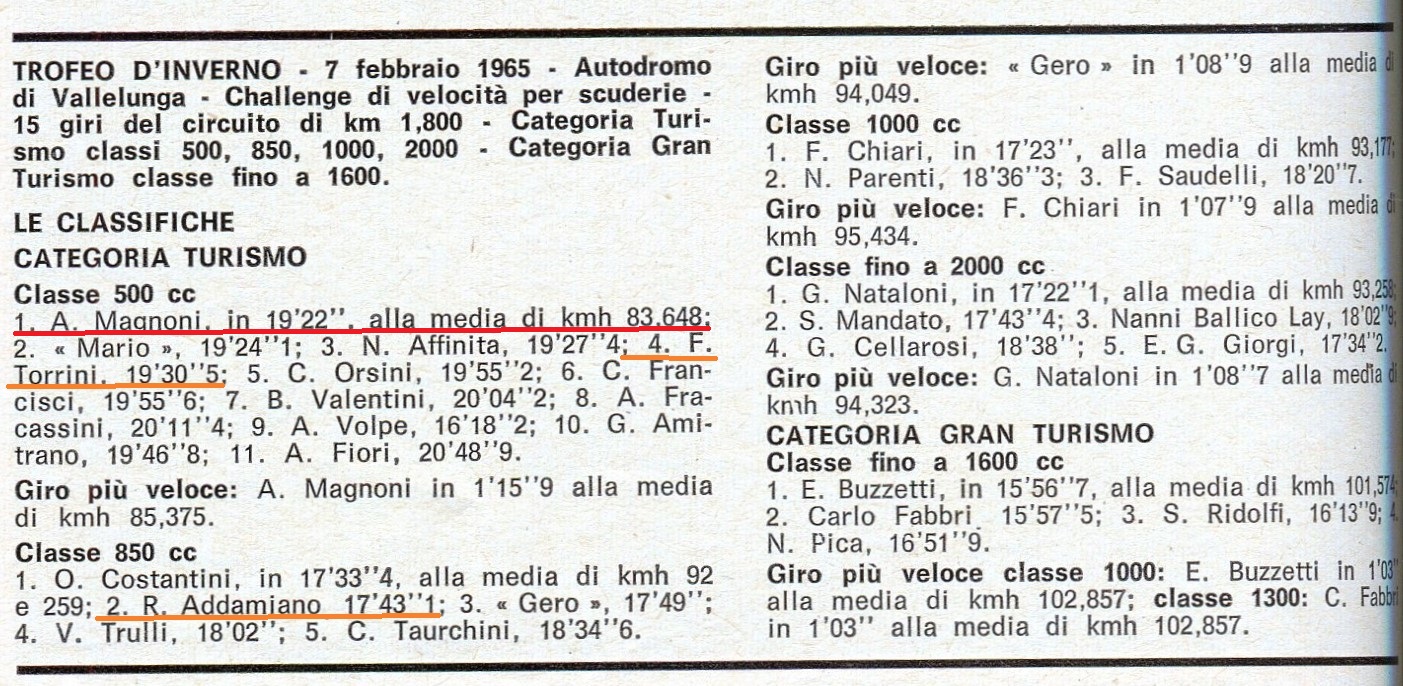 TROFEO D'INVERNO - 7 febbraio 1965 - Autodromo
di Vallelunga - Challenge di velocità per scuderie -
15 giri del circuito di km 1,800 - Categoria Turi-
smo classi 500, 850, 1000, 2000 - Categoria Gran
Turismo classe fino a 1600.
LE CLASSIFICHE
CATEGORIA TURISMO
Classe 500 cc
1. A. Magnoni, in 19'22'', alla media di kmh 83,648;
2. « Mario », 19'24''1; 3. N. Affinita, 19'27''4; 4. F.
Torrini, 19'30''5; 5. C. Orsini, 19'55''2; 6. C. Fran-
cisci, 19'55''6; 7. B. Valentini, 20'04''2; 8. A. Fra-
cassini, 20'11''4; 9. A. Volpe, 16'18''2; 10. G. Ami-
trano, 19'46''8; 11. A. Fiori, 20'48''9.
Giro più veloce: A. Magnoni in 1'15''9 alla media
di kmh 85,375.
Classe 850 cc
1. O. Costantini, in 17'33''4, alla media di kmh 92
e 259; 2. R. Addamiano 17'43''1; 3. « Gero », 17'49'';
4. V. Trulli, 18'02''; 5. C. Taurchini, 18'34''6.
Giro più veloce: « Gero » in 1'08''9 alla media di
kmh 94,049.
Classe 1000 cc
1. F. Chiari, in 17'23'', alla media di kmh 93,177;
2. N. Parenti, 18'36''3; 3. F. Saudelli, 18'20''7.
Giro più veloce: F. Chiari in 1'07''9 alla media di
kmh 95,434.
Classe fino a 2000 cc
1. G. Nataloni, in 17'22''1, alla media di kmh 93,258;
2. S. Mandato, 17'43''4; 3. Nanni Ballico Lay, 18'02''9;
4. G. Cellarosi, 18'38''; 5. E. G. Giorgi, 17'34''2.
Giro più veloce: G. Nataloni in 1'08''7 alla media di
kmh 94,323.
CATEGORIA GRAN TURISMO
Classe fino a 1600 cc
1. E. Buzzetti, in 15'56''7, alla media di kmh 101,574;
2. Carlo Fabbri 15'57''5; 3. S. Ridolfi, 16'13''9; 4.
N. Pica, 16'51''9.
Giro più veloce classe 1000: E. Buzzetti in 1'03''
alla media di kmh 102,857; classe 1300: C. Fabbri
in 1'03'' alla media di kmh 102,857.